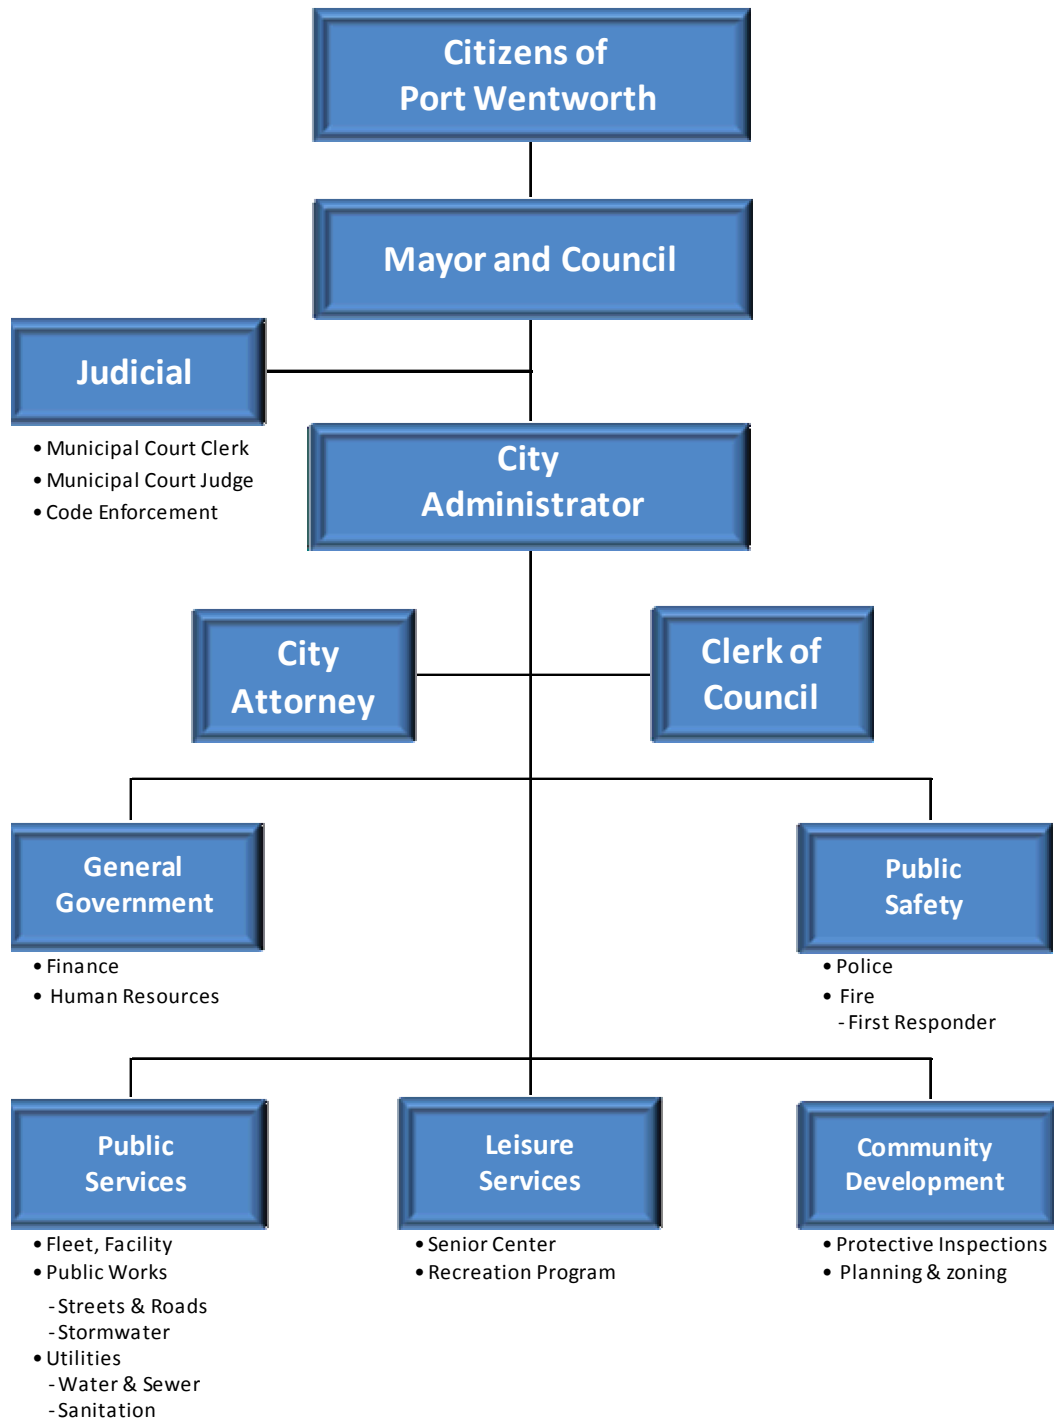 Citizens of
Port Wentworth
Mayor and Council
Judicial
• Municipal Court Clerk
• Municipal Court Judge
• Code Enforcement
City
Administrator
City
Attorney
Clerk of
Council
General
Government
• Finance
• Human Resources
Public
Safety
• Police
• Fire
- First Responder
Public
Services
• Fleet, Facility
• Public Works
- Streets & Roads
- Stormwater
• Utilities
- Water & Sewer
- Sanitation
Leisure
Services
• Senior Center
• Recreation Program
Community
Development
• Protective Inspections
• Planning & zoning